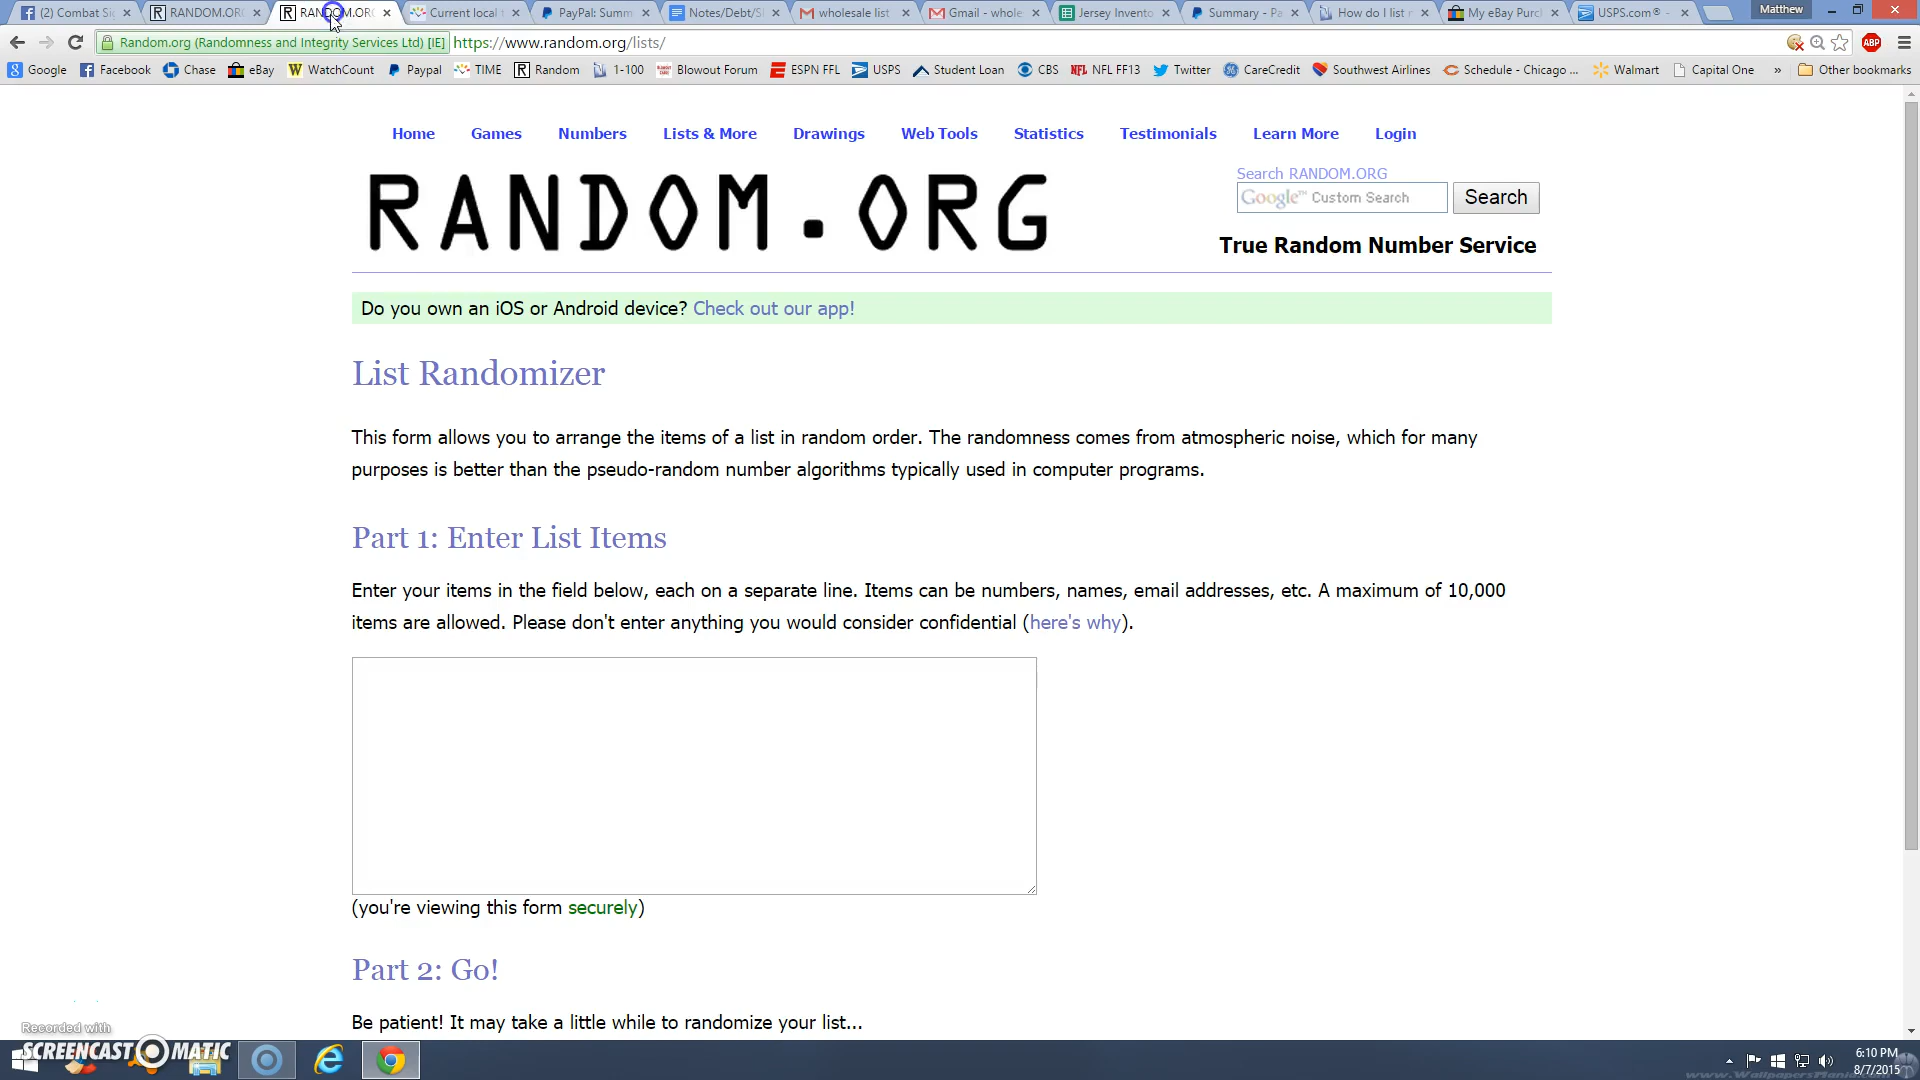 (2) Combat Si
RANDOM.OR
RANDOM.ORG
Current local
PayPal: Summ
Notes/Debt/S
wholesale list
Gmail - whole
Jersey Invento
Summary - Pa
How do I list
My eBay Purc
USPS.com® -
Matthew
Random.org (Randomness and Integrity Services Ltd) [IE] https://www.random.org/lists/
ABP
Google Facebook Chase eBay WatchCount Paypal TIME Random 1-100 Blowout Forum ESPN FFL USPS Student Loan CBS NFL FF13 Twitter CareCredit Southwest Airlines Schedule - Chicago ... Walmart Capital One » Other bookmarks
Home Games Numbers Lists & More Drawings Web Tools Statistics Testimonials Learn More Login
RANDOM.ORG
Search RANDOM.ORG
Google™ Custom Search Search
True Random Number Service
Do you own an iOS or Android device? Check out our app!
List Randomizer
This form allows you to arrange the items of a list in random order. The randomness comes from atmospheric noise, which for many
purposes is better than the pseudo-random number algorithms typically used in computer programs.
Part 1: Enter List Items
Enter your items in the field below, each on a separate line. Items can be numbers, names, email addresses, etc. A maximum of 10,000
items are allowed. Please don't enter anything you would consider confidential (here's why).
(you're viewing this form securely)
Part 2: Go!
Be patient! It may take a little while to randomize your list...
Recorded with
SCREENCAST MATIC
6:10 PM
8/7/2015